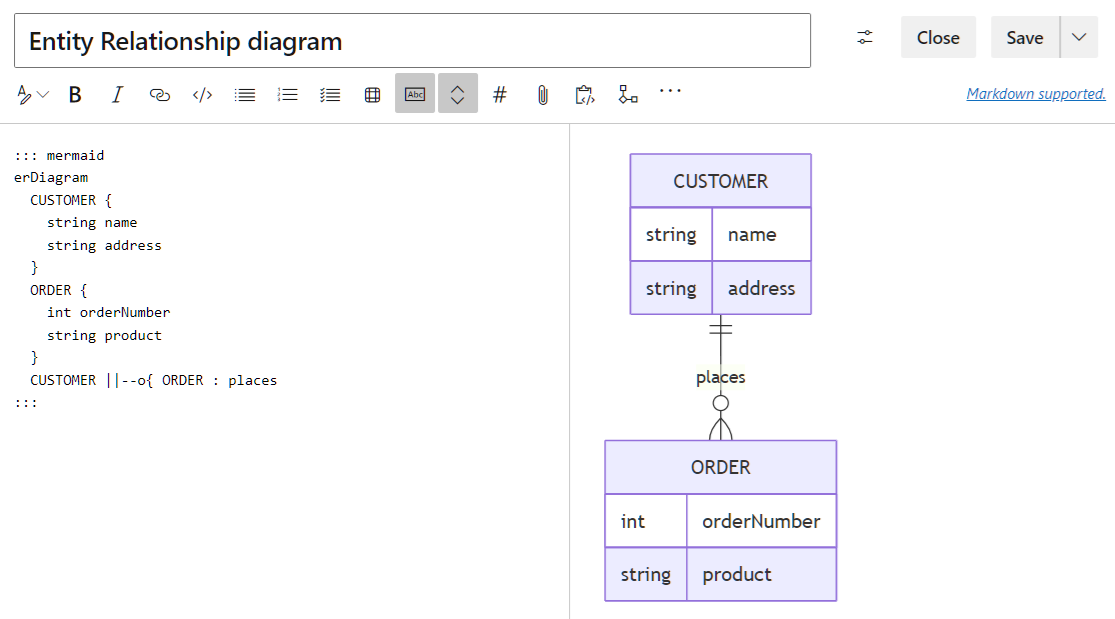 Entity Relationship diagram
Close
Save
B
I
</>
Abc
#
Markdown supported.
::: mermaid
erDiagram
  CUSTOMER {
    string name
    string address
  }
  ORDER {
    int orderNumber
    string product
  }
  CUSTOMER ||--o{ ORDER : places
:::
CUSTOMER
string name
string address
places
ORDER
int orderNumber
string product